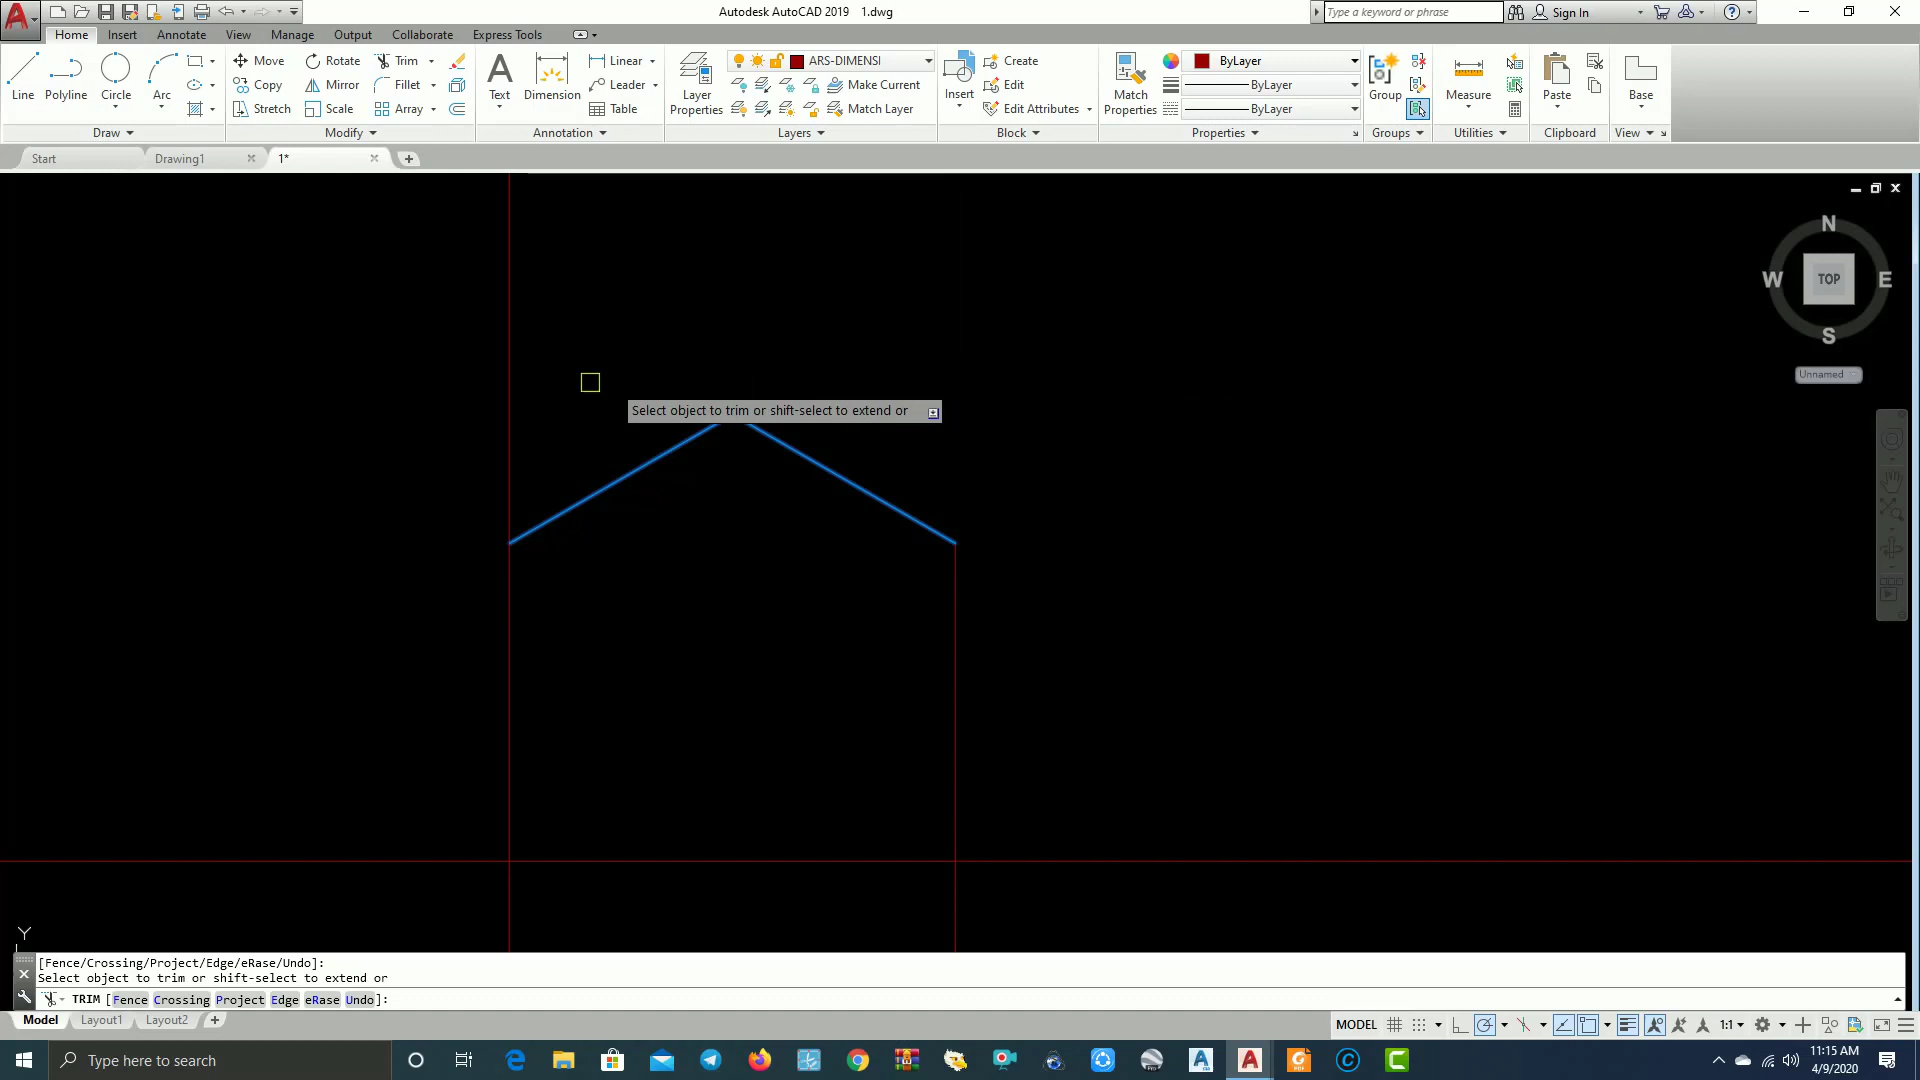 Autodesk AutoCAD 2019 1.dwg
Type a keyword or phrase
Sign In
Home Insert Annotate View Manage Output Collaborate Express Tools
Line
Polyline
Circle
Arc
Draw
Move
Rotate
Trim
Copy
Mirror
Fillet
Stretch
Scale
Array
Modify
Text
Dimension
Linear
Leader
Table
Annotation
Layer
Properties
ARS-DIMENSI
Make Current
Match Layer
Layers
Insert
Create
Edit
Edit Attributes
Block
Match
Properties
ByLayer
ByLayer
ByLayer
Properties
Group
Groups
Measure
Utilities
Paste
Clipboard
Base
View
Start
Drawing1
1*
N
W
TOP
E
S
Unnamed
Select object to trim or shift-select to extend or
Y
[Fence/Crossing/Project/Edge/eRase/Undo]:
Select object to trim or shift-select to extend or
TRIM [Fence Crossing Project Edge eRase Undo]:
Model Layout1 Layout2
MODEL
1:1
Type here to search
11:15 AM
4/9/2020